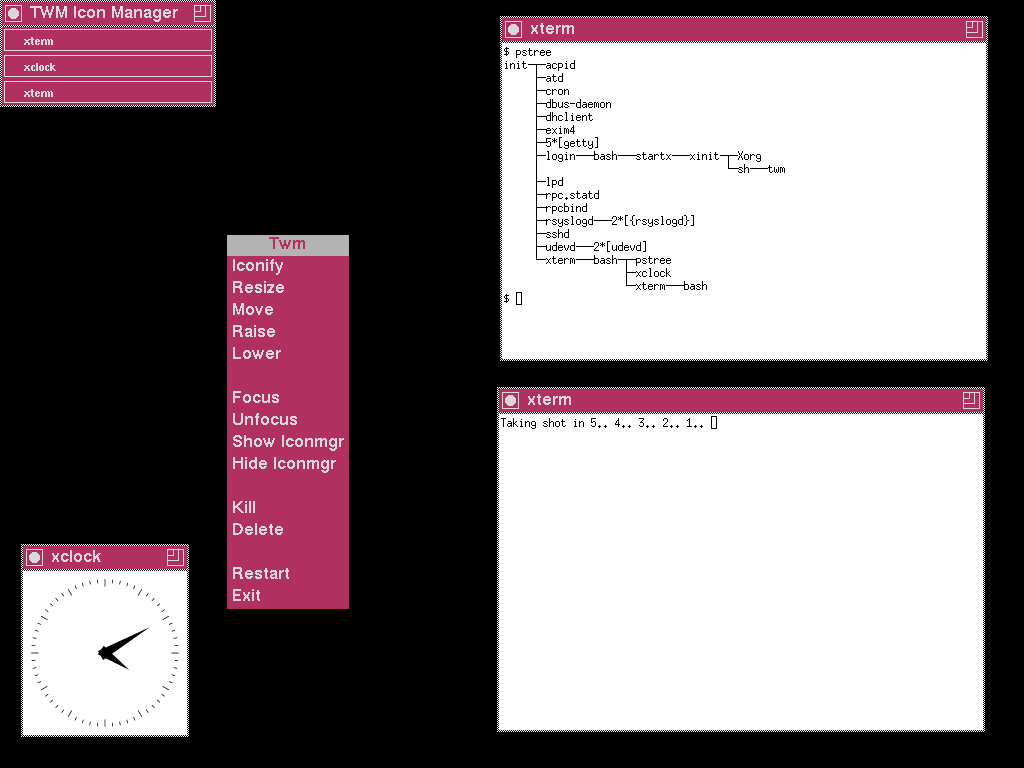 TWM Icon Manager
xterm
xclock
xterm
xterm
$ pstree
init─┬─acpid
     ├─atd
     ├─cron
     ├─dbus-daemon
     ├─dhclient
     ├─exim4
     ├─5*[getty]
     ├─login───bash───startx───xinit─┬─Xorg
     │                               └─sh───twm
     ├─lpd
     ├─rpc.statd
     ├─rpcbind
     ├─rsyslogd───2*[{rsyslogd}]
     ├─sshd
     ├─udevd───2*[udevd]
     └─xterm───bash─┬─pstree
                    ├─xclock
                    └─xterm───bash
$
Twm
Iconify
Resize
Move
Raise
Lower
Focus
Unfocus
Show Iconmgr
Hide Iconmgr
Kill
Delete
Restart
Exit
xterm
Taking shot in 5.. 4.. 3.. 2.. 1..
xclock